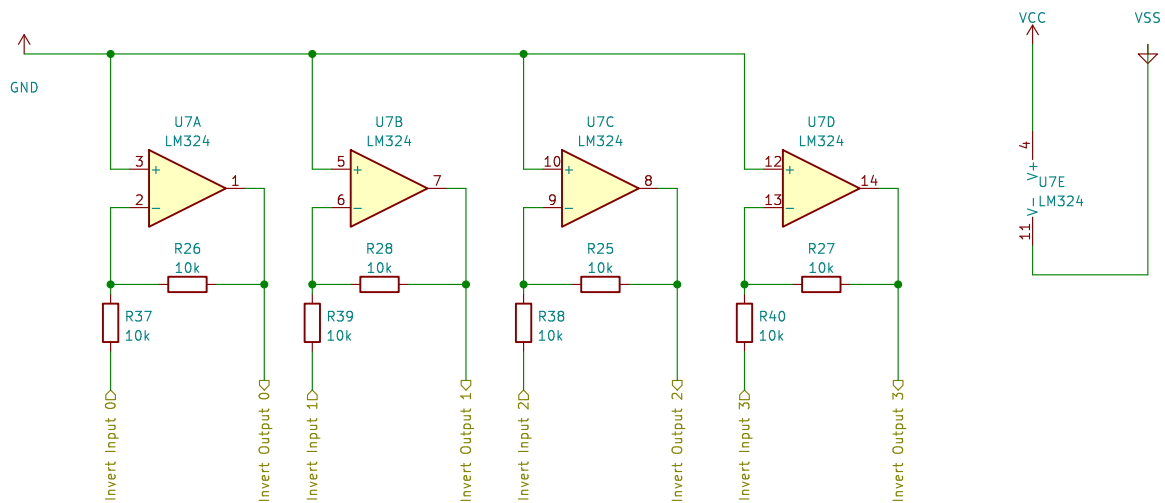 VCC
VSS
GND
U7A
LM324
3
+
2
−
1
U7B
LM324
5
+
6
−
7
U7C
LM324
10
+
9
−
8
U7D
LM324
12
+
13
−
14
4
V+
U7E
LM324
V−
11
R26
10k
R28
10k
R25
10k
R27
10k
R37
10k
R39
10k
R38
10k
R40
10k
Invert Input 0
Invert Output 0
Invert Input 1
Invert Output 1
Invert Input 2
Invert Output 2
Invert Input 3
Invert Output 3